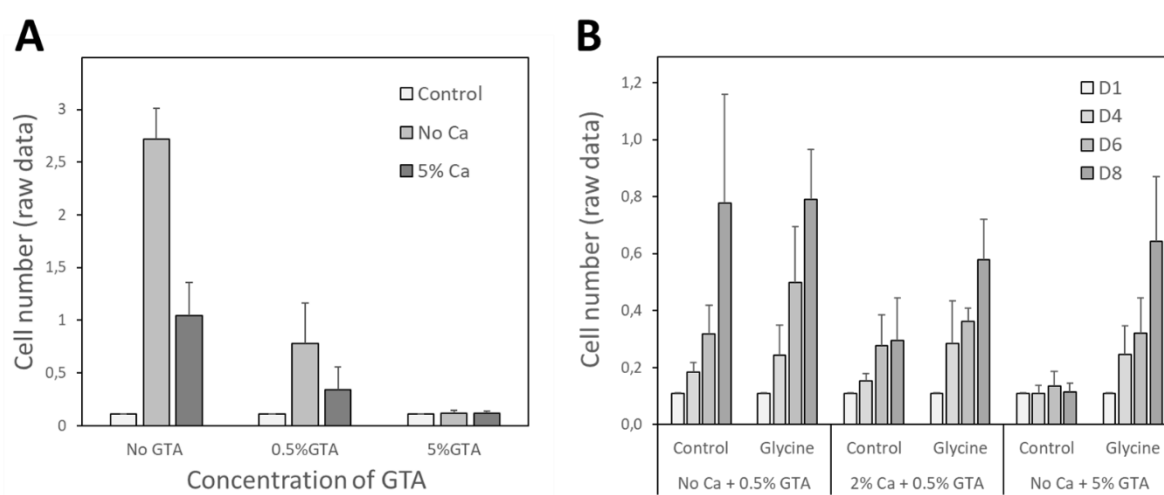 A
Cell number (raw data)
3
2,5
2
1,5
1
0,5
0
Control
No Ca
5% Ca
No GTA
0.5%GTA
5%GTA
Concentration of GTA
B
Cell number (raw data)
1,2
1,0
0,8
0,6
0,4
0,2
0,0
D1
D4
D6
D8
Control Glycine Control Glycine Control Glycine
No Ca + 0.5% GTA 2% Ca + 0.5% GTA No Ca + 5% GTA